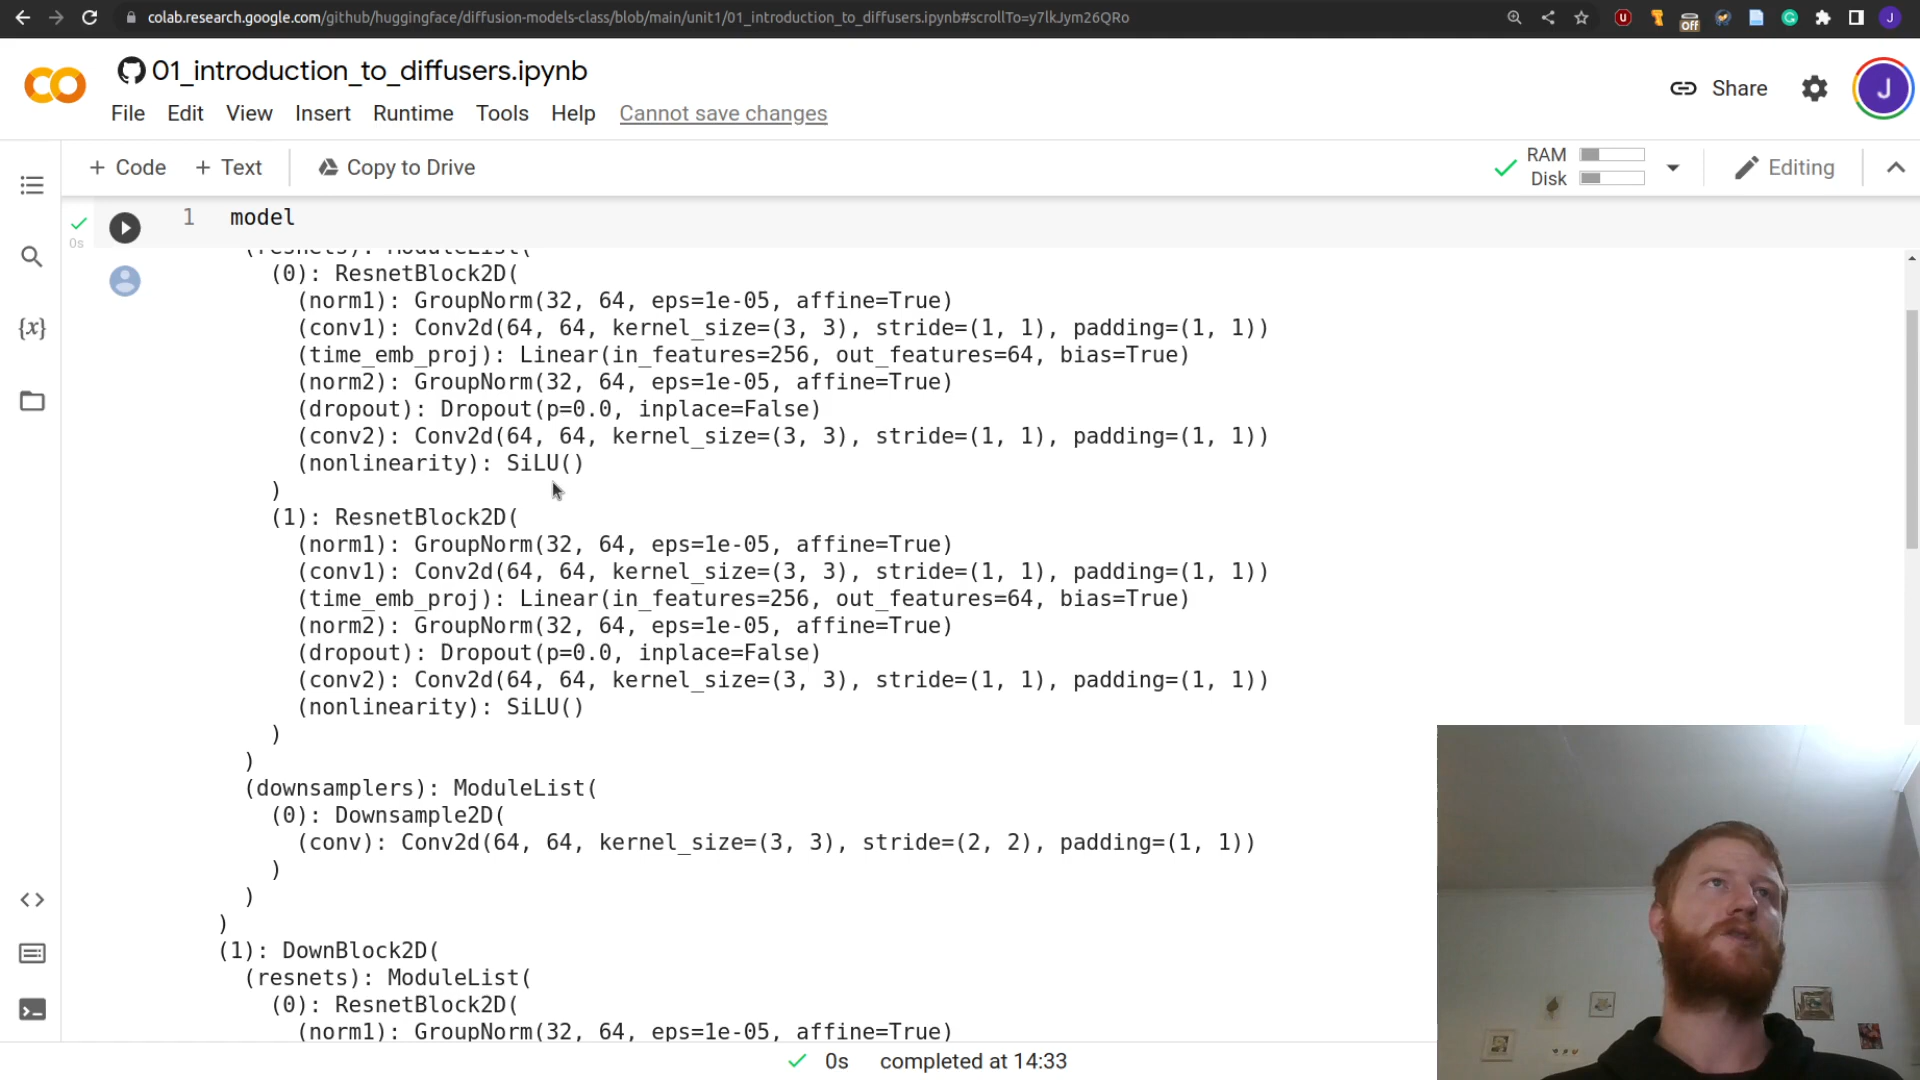 colab.research.google.com/github/huggingface/diffusion-models-class/blob/main/unit1/01_introduction_to_diffusers.ipynb#scrollTo=y7lkJym26QRo
Off
J
01_introduction_to_diffusers.ipynb
File Edit View Insert Runtime Tools Help Cannot save changes
Share
J
+ Code + Text Copy to Drive
RAM
Disk
Editing
0s
1 model
(resnets): ModuleList(
(0): ResnetBlock2D(
(norm1): GroupNorm(32, 64, eps=1e-05, affine=True)
(conv1): Conv2d(64, 64, kernel_size=(3, 3), stride=(1, 1), padding=(1, 1))
(time_emb_proj): Linear(in_features=256, out_features=64, bias=True)
(norm2): GroupNorm(32, 64, eps=1e-05, affine=True)
(dropout): Dropout(p=0.0, inplace=False)
(conv2): Conv2d(64, 64, kernel_size=(3, 3), stride=(1, 1), padding=(1, 1))
(nonlinearity): SiLU()
)
(1): ResnetBlock2D(
(norm1): GroupNorm(32, 64, eps=1e-05, affine=True)
(conv1): Conv2d(64, 64, kernel_size=(3, 3), stride=(1, 1), padding=(1, 1))
(time_emb_proj): Linear(in_features=256, out_features=64, bias=True)
(norm2): GroupNorm(32, 64, eps=1e-05, affine=True)
(dropout): Dropout(p=0.0, inplace=False)
(conv2): Conv2d(64, 64, kernel_size=(3, 3), stride=(1, 1), padding=(1, 1))
(nonlinearity): SiLU()
)
)
(downsamplers): ModuleList(
(0): Downsample2D(
(conv): Conv2d(64, 64, kernel_size=(3, 3), stride=(2, 2), padding=(1, 1))
)
)
)
(1): DownBlock2D(
(resnets): ModuleList(
(0): ResnetBlock2D(
(norm1): GroupNorm(32, 64, eps=1e-05, affine=True)
0s completed at 14:33